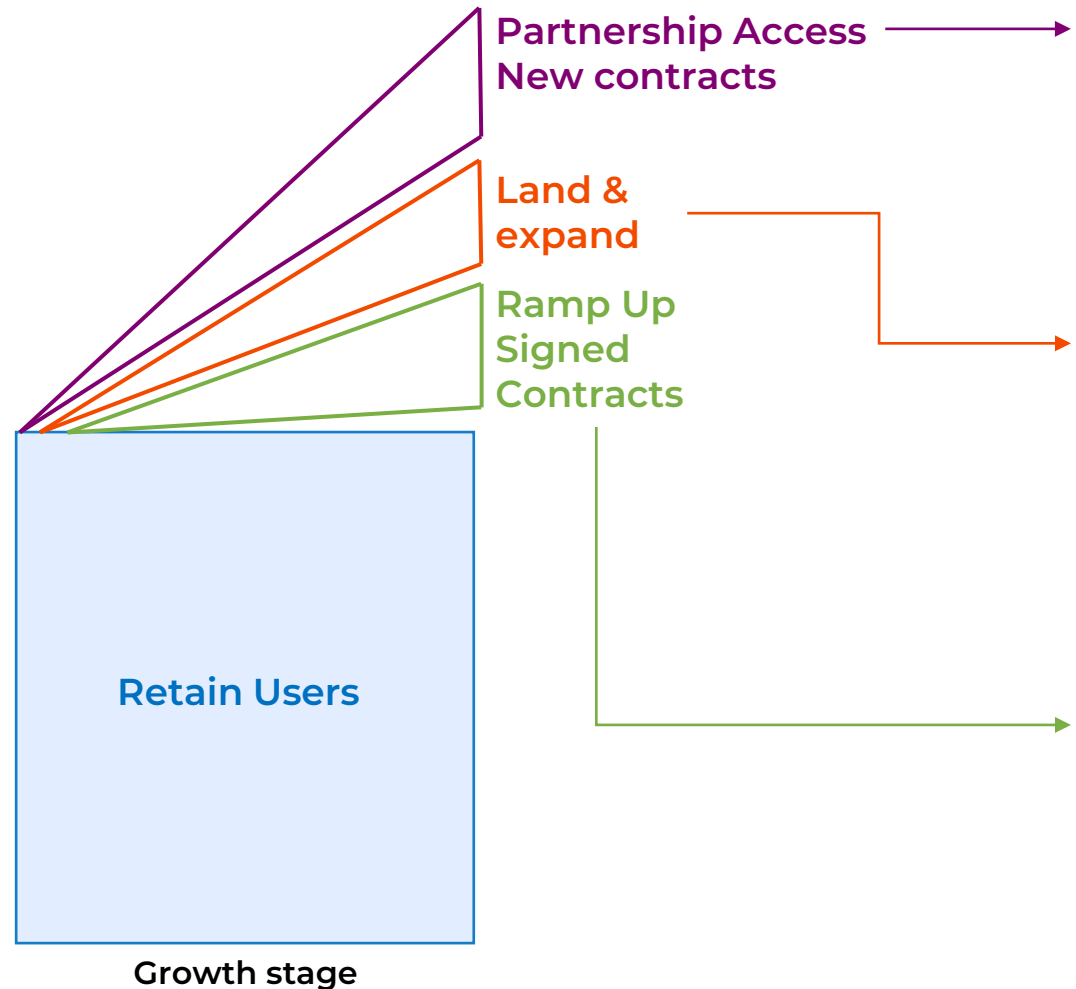 Partnership Access
New contracts
Land &
expand
Ramp Up
Signed
Contracts
Retain Users
Growth stage